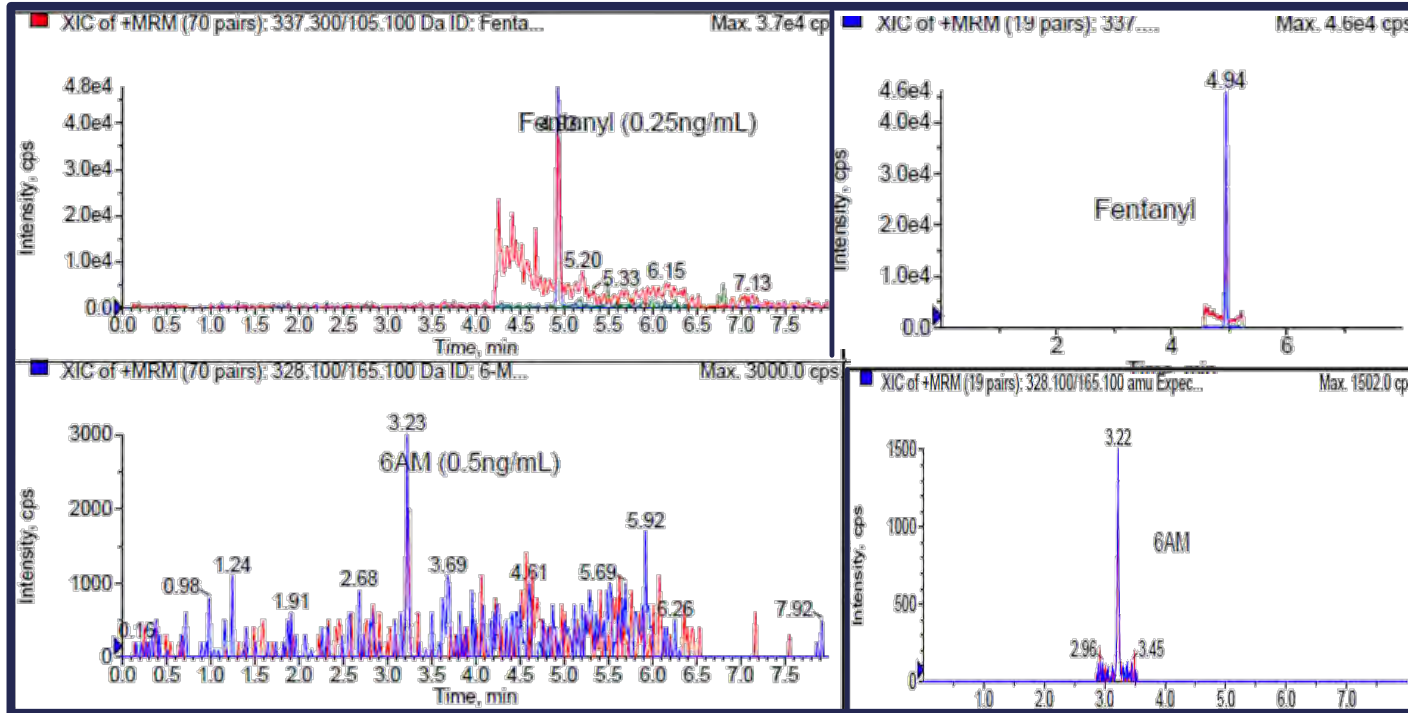 XIC of +MRM (70 pairs): 337.300/105.100 Da ID: Fenta... Max. 3.7e4 cp
4.8e4
4.0e4
3.0e4
2.0e4
1.0e4
0.0
Intensity, cps
Fentanyl (0.25ng/mL)
4.93
5.20
5.33
6.15
7.13
0.0 0.5 1.0 1.5 2.0 2.5 3.0 3.5 4.0 4.5 5.0 5.5 6.0 6.5 7.0 7.5
Time, min
XIC of +MRM (19 pairs): 337.... Max. 4.6e4 cps
4.6e4
4.0e4
3.0e4
2.0e4
1.0e4
0.0
Intensity, cps
4.94
Fentanyl
2 4 6
Time, min
XIC of +MRM (70 pairs): 328.100/165.100 Da ID: 6-M... Max. 3000.0 cps
3000
2000
1000
0
Intensity, cps
3.23
6AM (0.5ng/mL)
0.16
0.98
1.24
1.91
2.68
3.69
4.61
5.69
5.92
6.26
7.92
0.0 0.5 1.0 1.5 2.0 2.5 3.0 3.5 4.0 4.5 5.0 5.5 6.0 6.5 7.0 7.5
Time, min
XIC of +MRM (19 pairs): 328.100/165.100 amu Expec... Max. 1502.0 cp
1500
1000
500
0
Intensity, cps
3.22
6AM
2.96
3.45
1.0 2.0 3.0 4.0 5.0 6.0 7.0